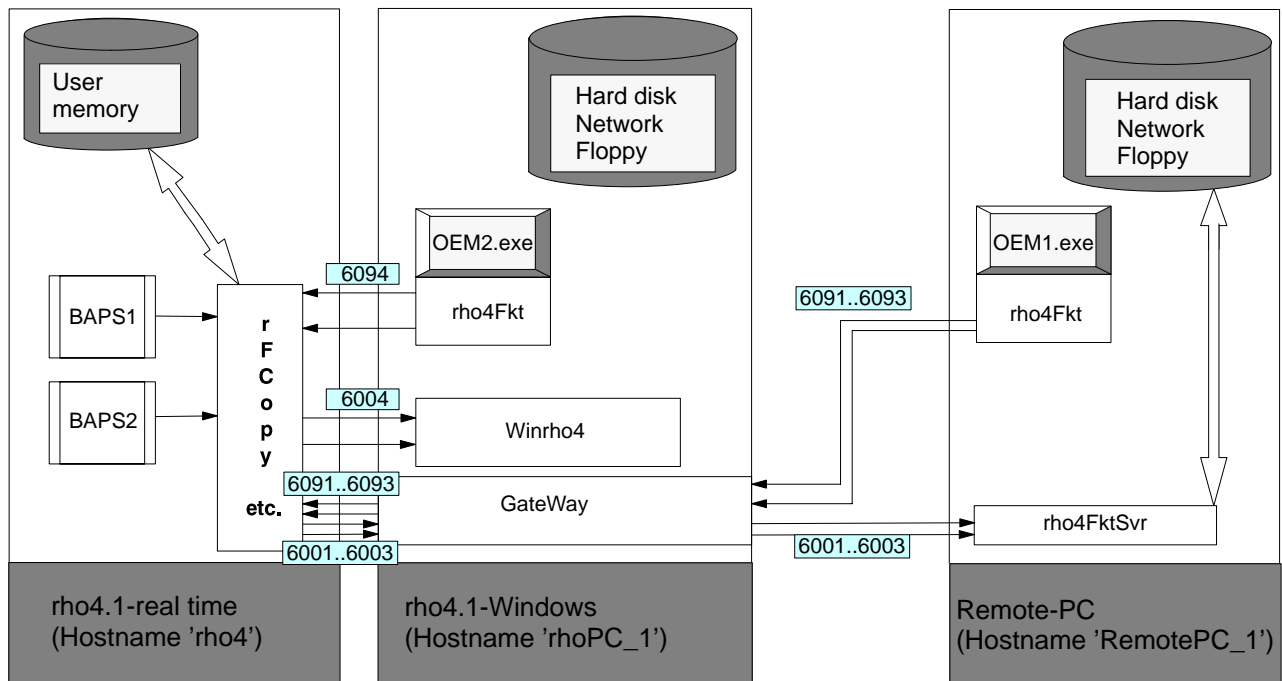 User
memory
BAPS1
BAPS2
r
F
C
o
p
y
etc.
rho4.1-real time
(Hostname 'rho4')
6094
6004
6091..6093
6001..6003
Hard disk
Network
Floppy
OEM2.exe
rho4Fkt
Winrho4
GateWay
rho4.1-Windows
(Hostname 'rhoPC_1')
6091..6093
6001..6003
Hard disk
Network
Floppy
OEM1.exe
rho4Fkt
rho4FktSvr
Remote-PC
(Hostname 'RemotePC_1')